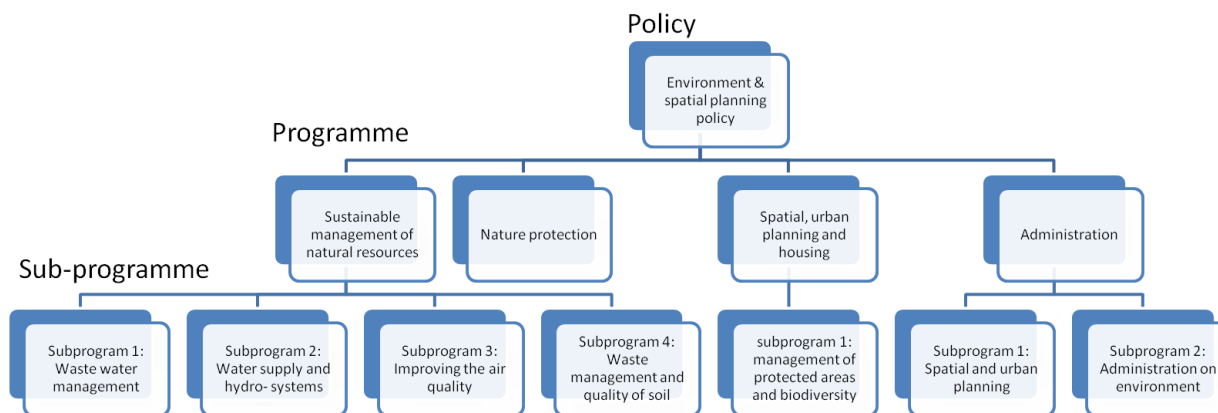 Policy
Environment &
spatial planning
policy
Programme
Sustainable
management of
natural resources
Nature protection
Spatial, urban
planning and
housing
Administration
Sub-programme
Subprogram 1:
Waste water
management
Subprogram 2:
Water supply and
hydro- systems
Subprogram 3:
Improving the air
quality
Subprogram 4:
Waste
management and
quality of soil
subprogram 1:
management of
protected areas
and biodiversity
Subprogram 1:
Spatial and urban
planning
Subprogram 2:
Administration on
environment